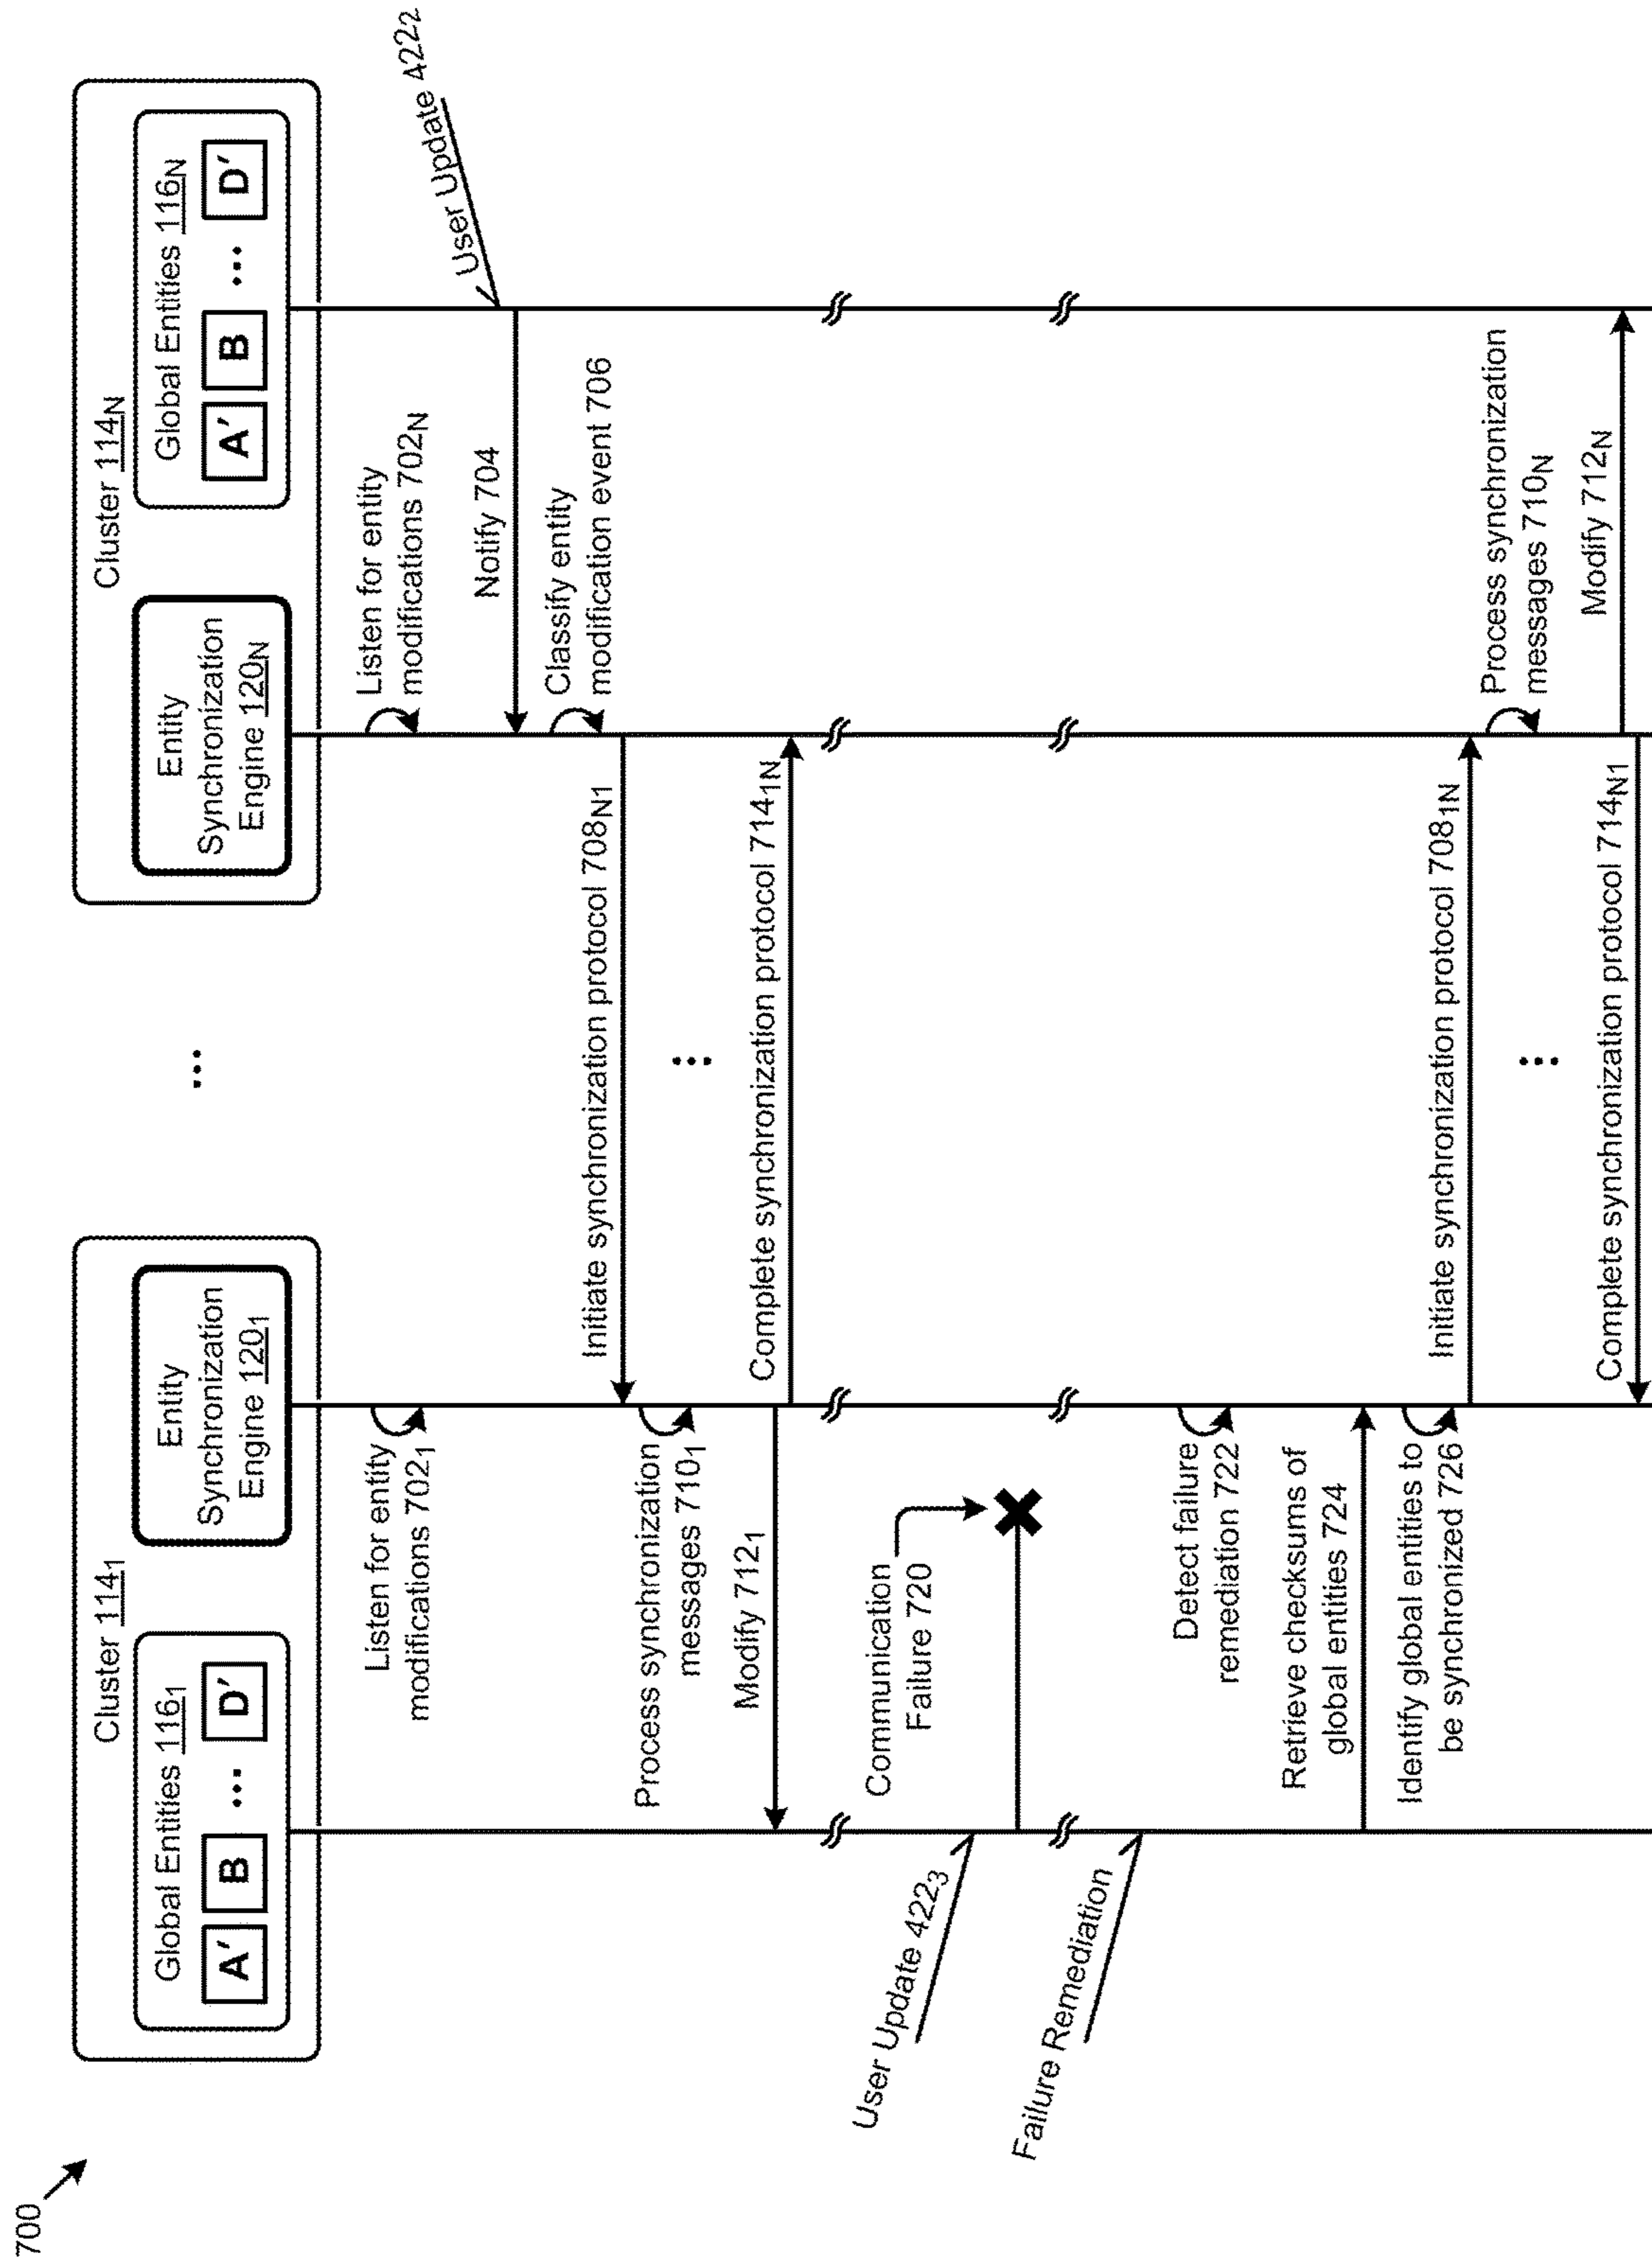 700
Cluster 114₁
Global Entities 116₁
A′ B ... D′
Entity
Synchronization
Engine 120₁
...
Cluster 114N
Entity
Synchronization
Engine 120N
Global Entities 116N
A′ B ... D′
Listen for entity
modifications 702₁
Listen for entity
modifications 702N
User Update 422₂
Notify 704
Classify entity
modification event 706
Initiate synchronization protocol 708N1
Process synchronization
messages 710₁
...
Modify 712₁
Complete synchronization protocol 7141N
User Update 422₃
Communication
Failure 720
Failure Remediation
Detect failure
remediation 722
Retrieve checksums of
global entities 724
Identify global entities to
be synchronized 726
Initiate synchronization protocol 7081N
Process synchronization
messages 710N
...
Modify 712N
Complete synchronization protocol 714N1